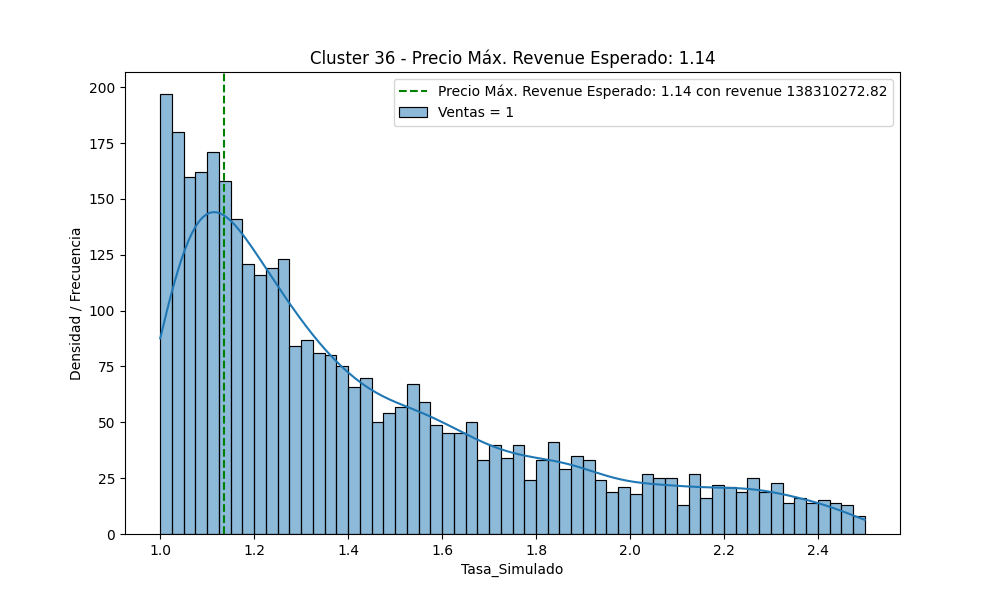 Cluster 36 - Precio Máx. Revenue Esperado: 1.14
Precio Máx. Revenue Esperado: 1.14 con revenue 138310272.82
Ventas = 1
Densidad / Frecuencia
200
175
150
125
100
75
50
25
0
1.0 1.2 1.4 1.6 1.8 2.0 2.2 2.4
Tasa_Simulado